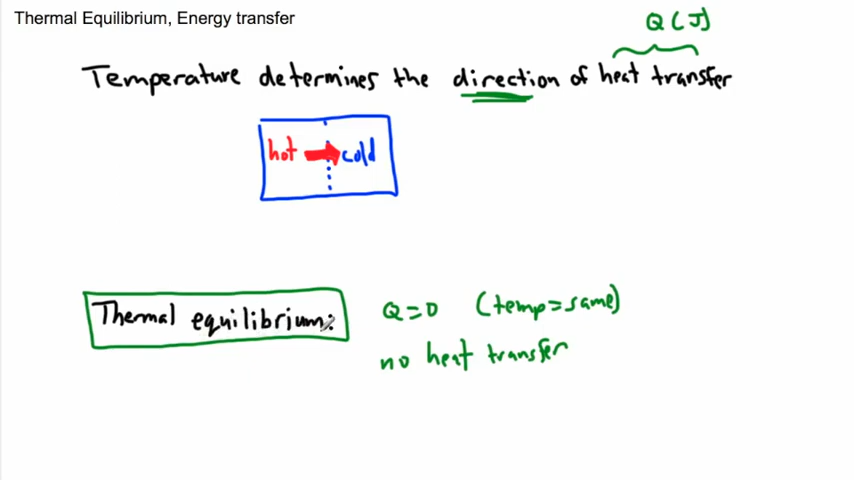 Thermal Equilibrium, Energy transfer
Q (J)
Temperature determines the direction of heat transfer
hot cold
Thermal equilibrium: Q=0 (temp=same)
no heat transfer